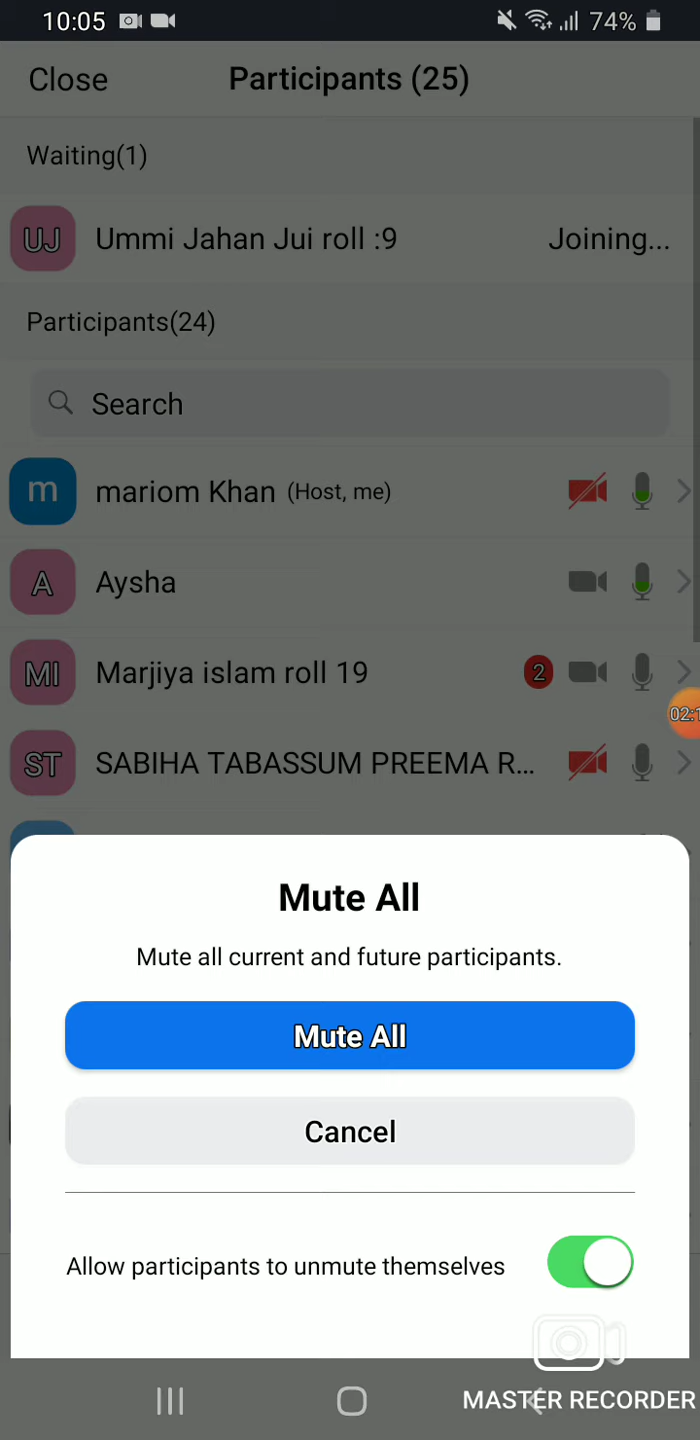 10:05 74%
Close Participants (25)
Waiting(1)
UJ Ummi Jahan Jui roll :9 Joining...
Participants(24)
Search
m mariom Khan (Host, me)
A Aysha
MI Marjiya islam roll 19 2
02:1
ST SABIHA TABASSUM PREEMA R...
Mute All
Mute all current and future participants.
Mute All
Cancel
Allow participants to unmute themselves
MASTER RECORDER